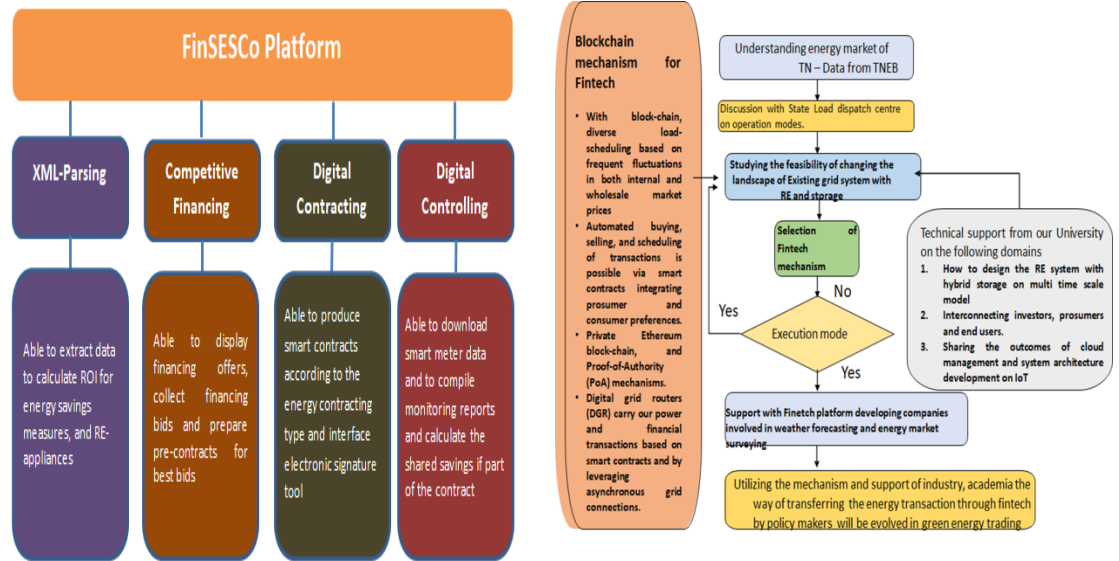 FinSESCo Platform
XML-Parsing
Competitive
Financing
Digital
Contracting
Digital
Controlling
Able to extract data
to calculate ROI for
energy savings
measures, and RE-
appliances
Able to display
financing offers,
collect financing
bids and prepare
pre-contracts for
best bids
Able to produce
smart contracts
according to the
energy contracting
type and interface
electronic signature
tool
Able to download
smart meter data
and to compile
monitoring reports
and calculate the
shared savings if part
of the contract
Blockchain
mechanism for
Fintech
• With block-chain,
diverse load-
scheduling based on
frequent fluctuations
in both internal and
wholesale market
prices
• Automated buying,
selling, and scheduling
of transactions is
possible via smart
contracts integrating
prosumer and
consumer preferences.
• Private Ethereum
block-chain, and
Proof-of-Authority
(PoA) mechanisms.
• Digital grid routers
(DGR) carry our power
and financial
transactions based on
smart contracts and by
leveraging
asynchronous grid
connections.
Understanding energy market of
TN – Data from TNEB
Discussion with State Load dispatch centre
on operation modes.
Studying the feasibility of changing the
landscape of Existing grid system with
RE and storage
Selection of
Fintech
mechanism
No
Yes
Execution mode
Yes
Technical support from our University
on the following domains
1. How to design the RE system with
hybrid storage on multi time scale
model
2. Interconnecting investors, prosumers
and end users.
3. Sharing the outcomes of cloud
management and system architecture
development on IoT
Support with Finetch platform developing companies
involved in weather forecasting and energy market
surveying
Utilizing the mechanism and support of industry, academia the
way of transferring the energy transaction through fintech
by policy makers will be evolved in green energy trading